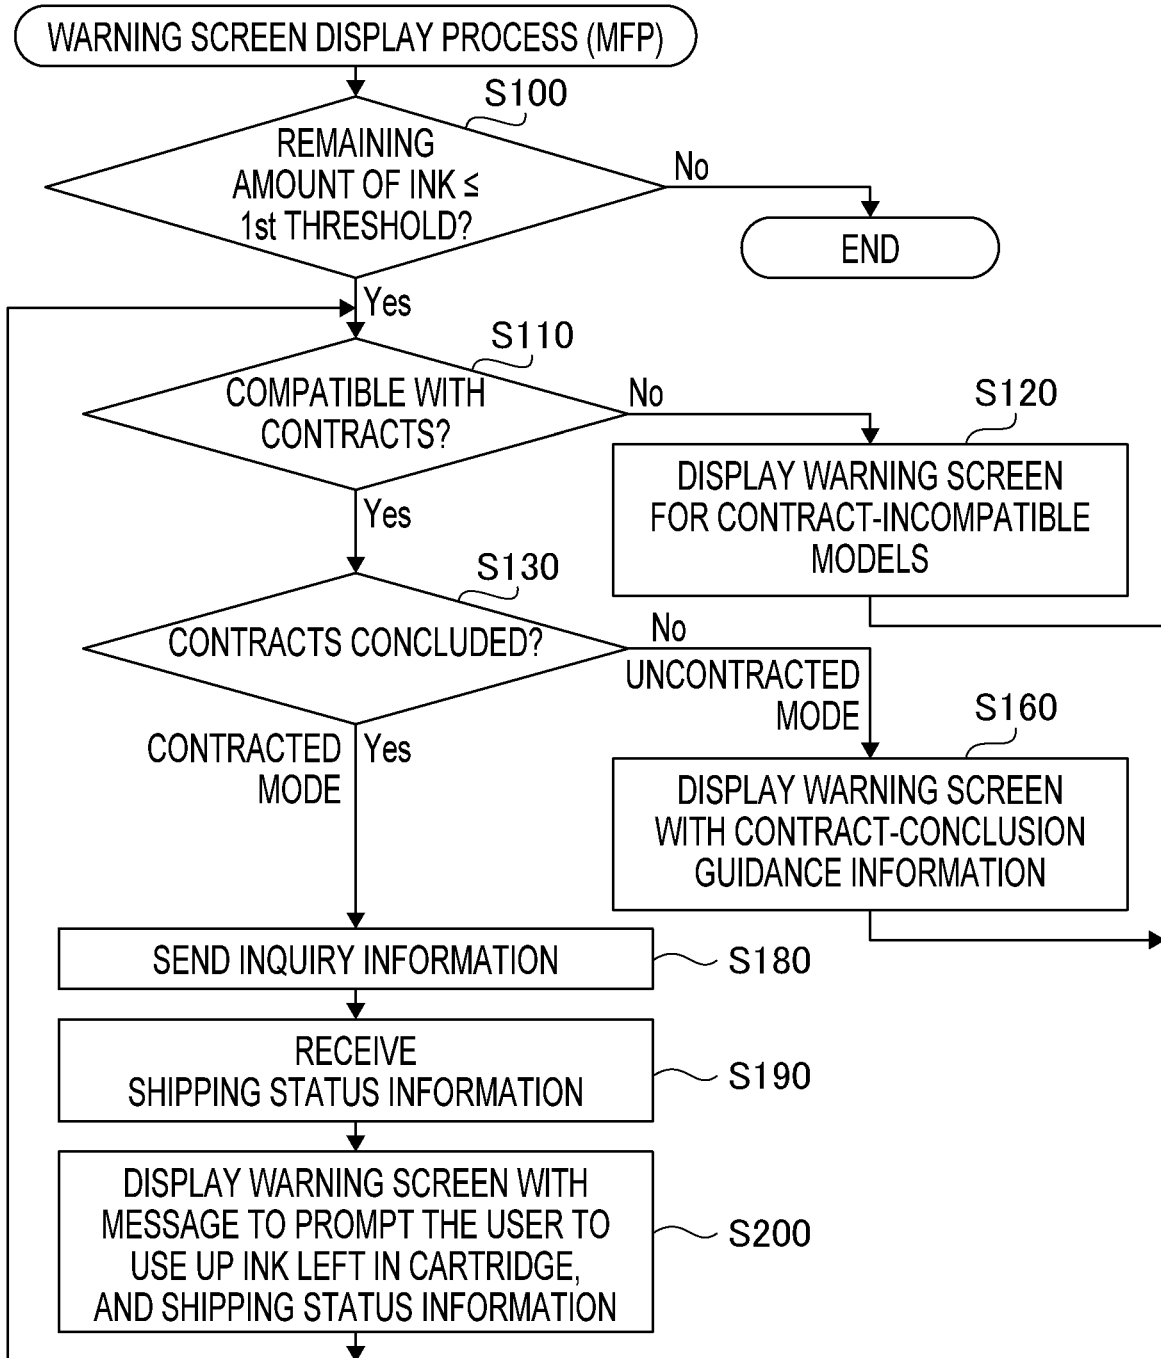 WARNING SCREEN DISPLAY PROCESS (MFP)
S100
REMAINING
AMOUNT OF INK ≤
1st THRESHOLD?
No
END
Yes
S110
COMPATIBLE WITH
CONTRACTS?
No
S120
DISPLAY WARNING SCREEN
FOR CONTRACT-INCOMPATIBLE
MODELS
Yes
S130
CONTRACTS CONCLUDED?
No
UNCONTRACTED
MODE
S160
DISPLAY WARNING SCREEN
WITH CONTRACT-CONCLUSION
GUIDANCE INFORMATION
CONTRACTED
MODE
Yes
SEND INQUIRY INFORMATION
S180
RECEIVE
SHIPPING STATUS INFORMATION
S190
DISPLAY WARNING SCREEN WITH
MESSAGE TO PROMPT THE USER TO
USE UP INK LEFT IN CARTRIDGE,
AND SHIPPING STATUS INFORMATION
S200